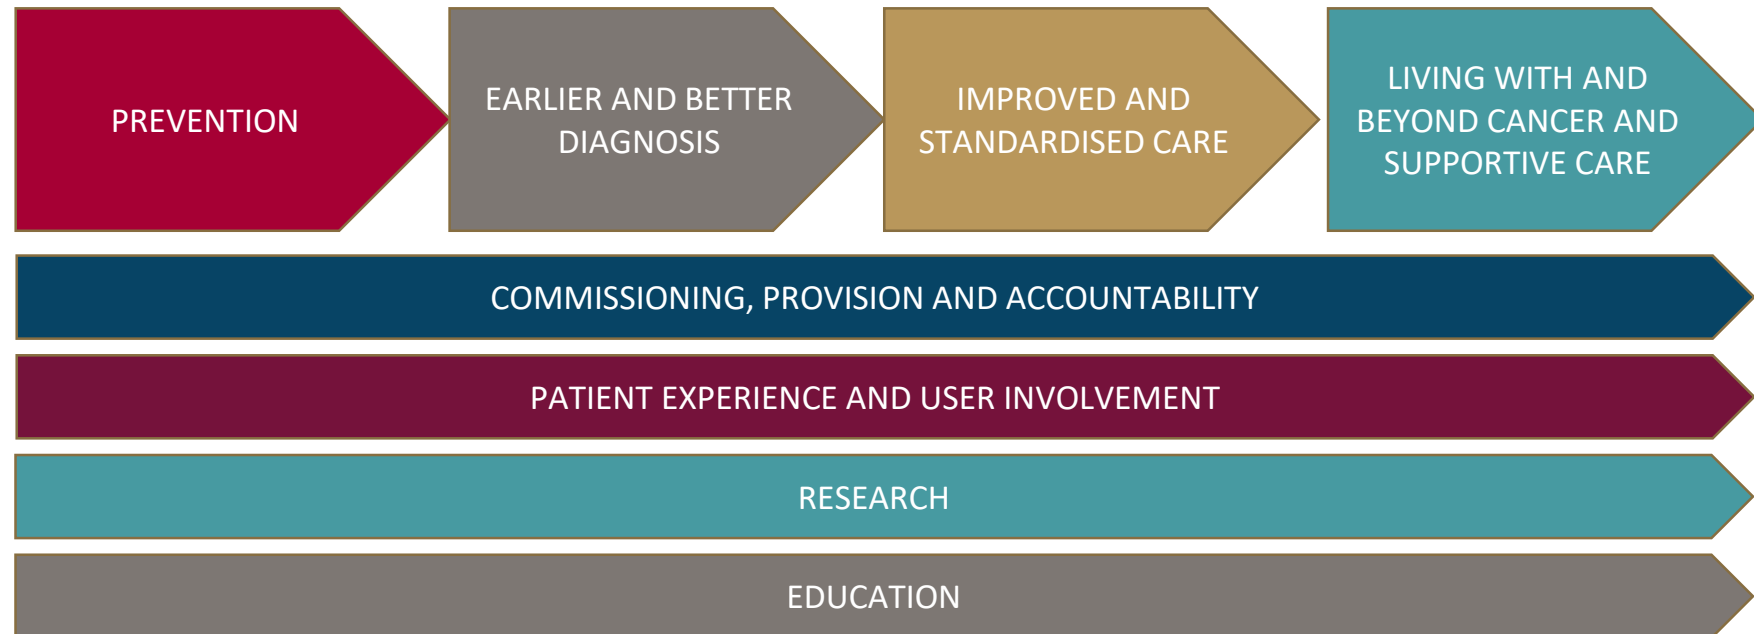 PREVENTION
EARLIER AND BETTER
DIAGNOSIS
IMPROVED AND
STANDARDISED CARE
LIVING WITH AND
BEYOND CANCER AND
SUPPORTIVE CARE
COMMISSIONING, PROVISION AND ACCOUNTABILITY
PATIENT EXPERIENCE AND USER INVOLVEMENT
RESEARCH
EDUCATION